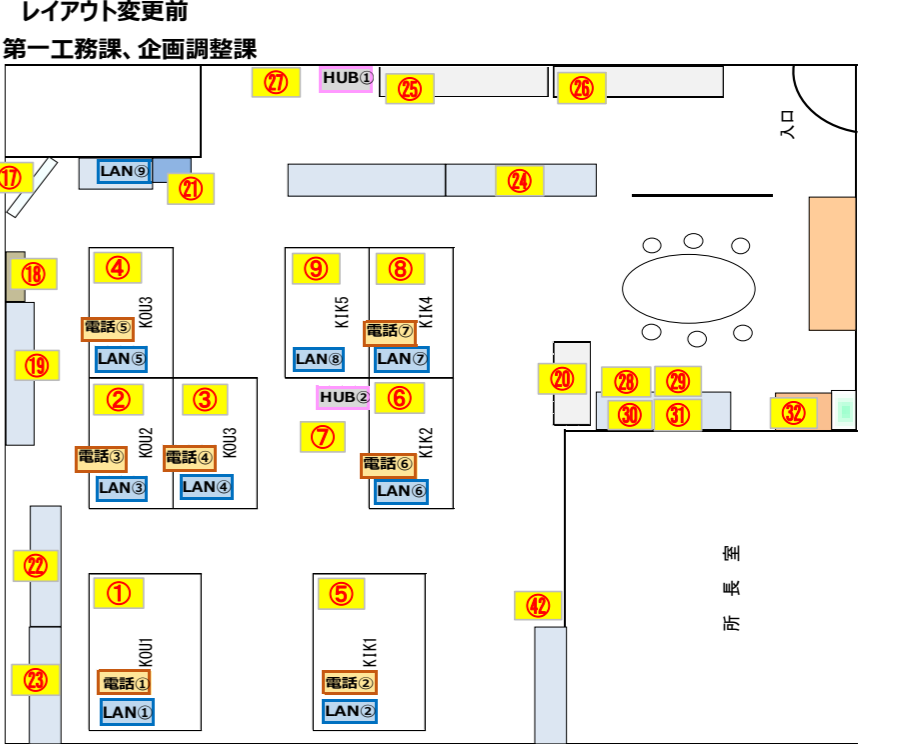 レイアウト変更前
第一工務課、企画調整課
㉗ HUB① ㉕ ㉖
入口
⑰ LAN⑨ ㉑ ㉔
④ ⑨ ⑧
⑱
KOU3 KIK5 KIK4
電話⑤ 電話⑦
LAN⑤ LAN⑧ LAN⑦
⑲ ⑳ ㉘ ㉙
② ③ HUB② ⑥
㉚ ㉛ ㉜
⑦
KOU2 KOU3 KIK2
電話③ 電話④ 電話⑥
LAN③ LAN④ LAN⑥
㉒
① ⑤ ㊷
所長室
KOU1 KIK1
㉓ 電話① 電話②
LAN① LAN②